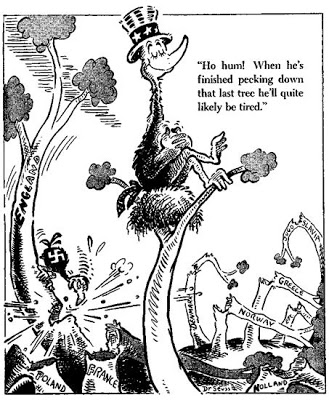 "Ho hum! When he's
finished pecking down
that last tree he'll quite
likely be tired."
ENGLAND
GREECE
NORWAY
DENMARK
POLAND
FRANCE
HOLLAND
Dr Seuss